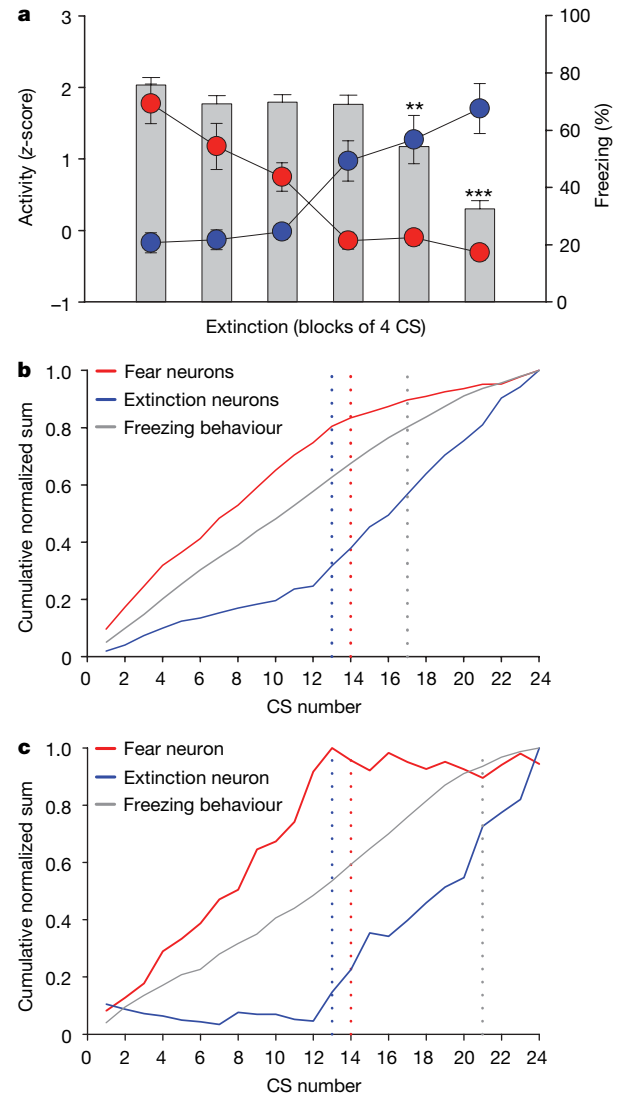 a
3
2
1
0
−1
Activity (z-score)
100
80
60
40
20
0
Freezing (%)
**
***
Extinction (blocks of 4 CS)
b
1.0
0.8
0.6
0.4
0.2
0
Cumulative normalized sum
Fear neurons
Extinction neurons
Freezing behaviour
0 2 4 6 8 10 12 14 16 18 20 22 24
CS number
c
1.0
0.8
0.6
0.4
0.2
0
Cumulative normalized sum
Fear neuron
Extinction neuron
Freezing behaviour
0 2 4 6 8 10 12 14 16 18 20 22 24
CS number